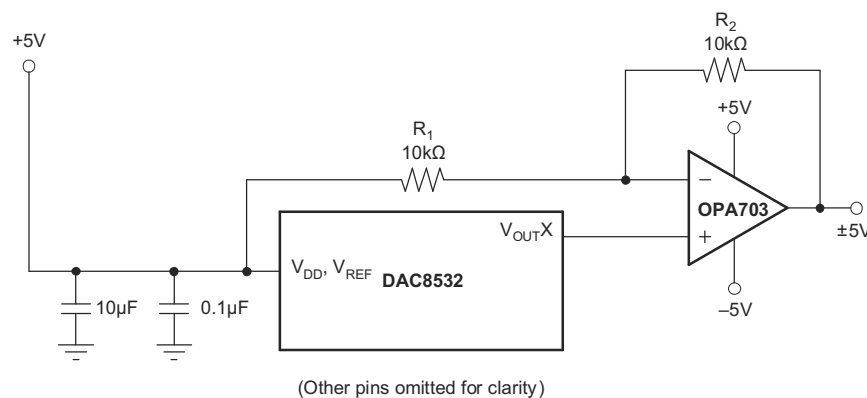 +5V
R2
10kΩ
R1
10kΩ
+5V
–
OPA703
+
±5V
–5V
VOUTX
VDD, VREF
DAC8532
10µF
0.1µF
(Other pins omitted for clarity)